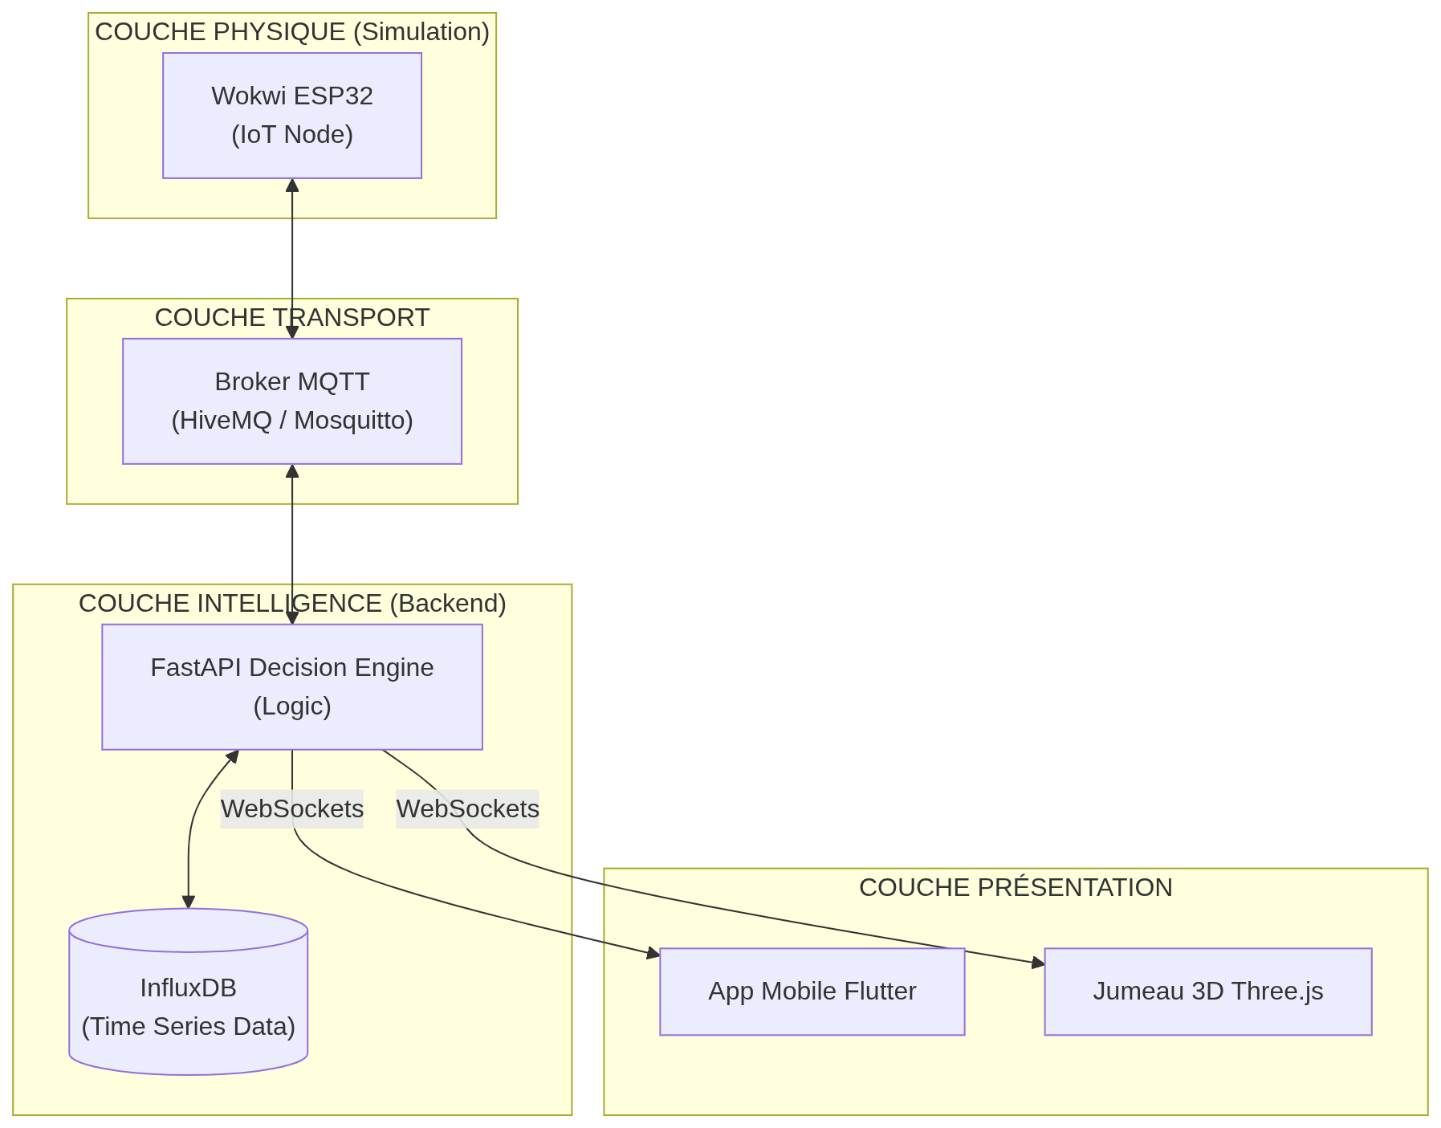 COUCHE PHYSIQUE (Simulation)
Wokwi ESP32
(IoT Node)
COUCHE TRANSPORT
Broker MQTT
(HiveMQ / Mosquitto)
COUCHE INTELLIGENCE (Backend)
FastAPI Decision Engine
(Logic)
WebSockets
WebSockets
COUCHE PRÉSENTATION
InfluxDB
(Time Series Data)
App Mobile Flutter
Jumeau 3D Three.js